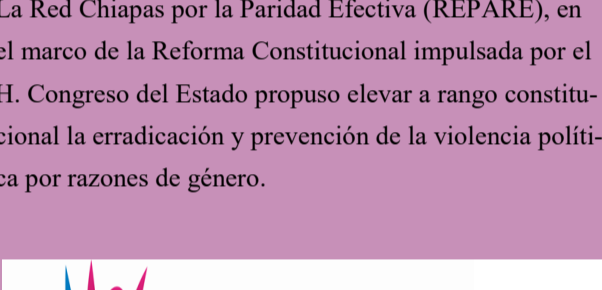 La Red Chiapas por la Paridad Efectiva (REPARE), en
el marco de la Reforma Constitucional impulsada por el
H. Congreso del Estado propuso elevar a rango constitu-
cional la erradicación y prevención de la violencia políti-
ca por razones de género.